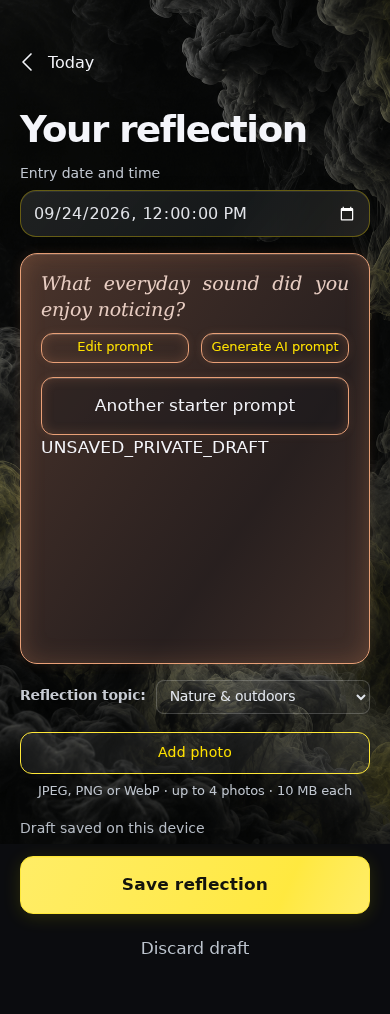 Today
Your reflection
Entry date and time
09/24/2026, 12:00:00 PM
What everyday sound did you
enjoy noticing?
Edit prompt
Generate AI prompt
Another starter prompt
UNSAVED_PRIVATE_DRAFT
Reflection topic:
Nature & outdoors
Add photo
JPEG, PNG or WebP · up to 4 photos · 10 MB each
Draft saved on this device
Save reflection
Discard draft